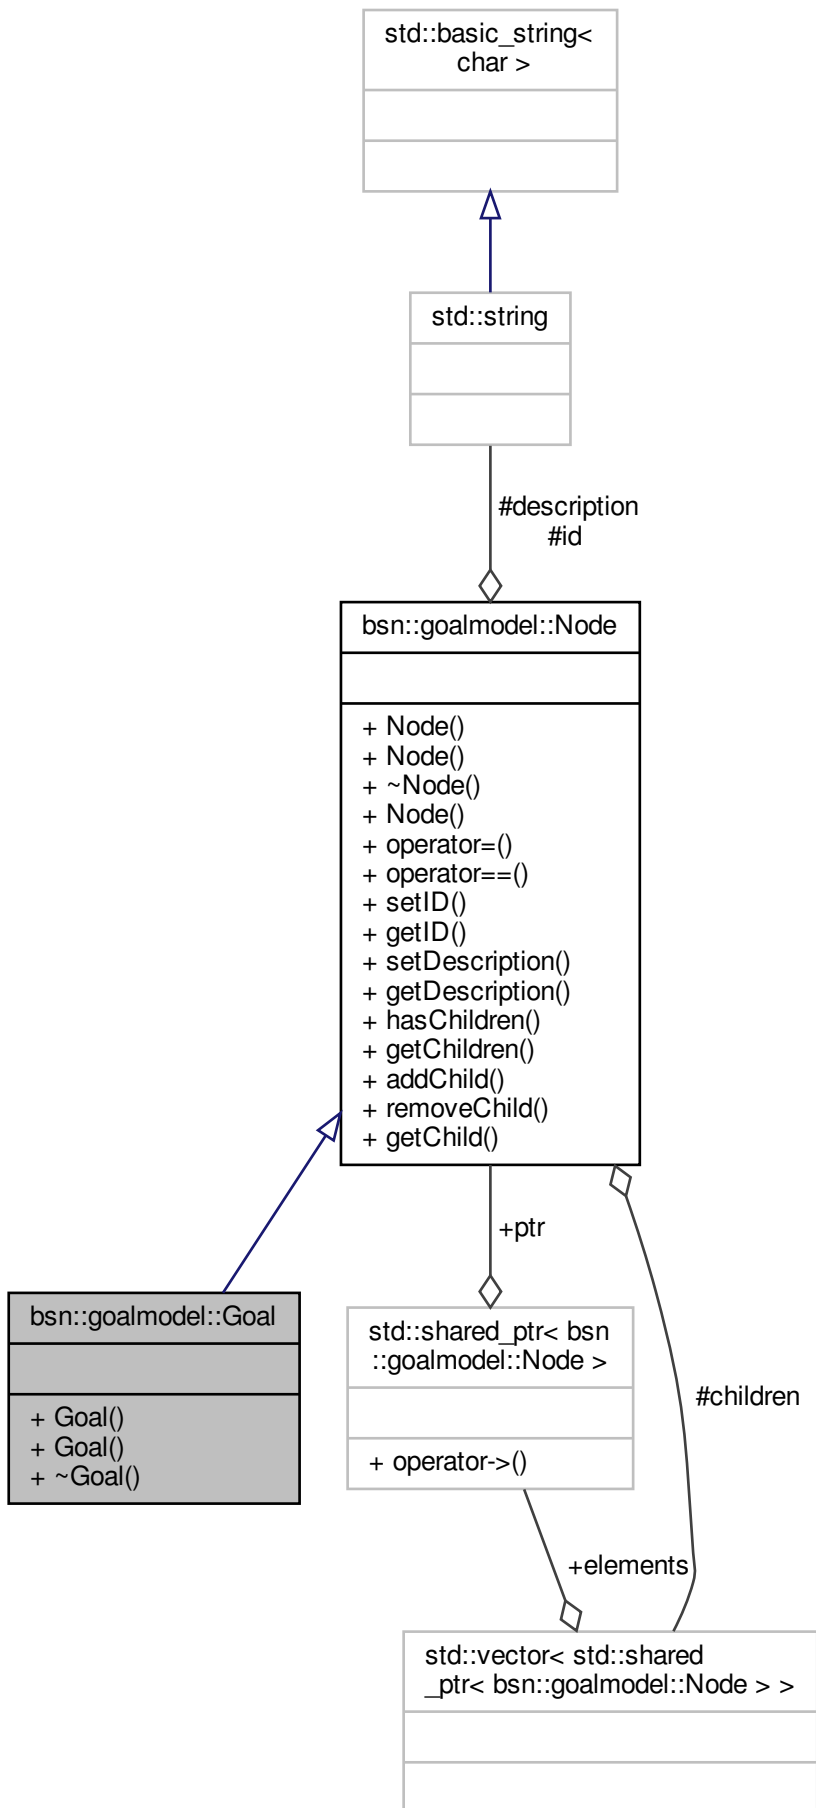 std::basic_string<
char >
std::string
#description
#id
bsn::goalmodel::Node
+ Node()
+ Node()
+ ~Node()
+ Node()
+ operator=()
+ operator==()
+ setID()
+ getID()
+ setDescription()
+ getDescription()
+ hasChildren()
+ getChildren()
+ addChild()
+ removeChild()
+ getChild()
+ptr
bsn::goalmodel::Goal
+ Goal()
+ Goal()
+ ~Goal()
std::shared_ptr< bsn
::goalmodel::Node >
+ operator->()
#children
+elements
std::vector< std::shared
_ptr< bsn::goalmodel::Node > >